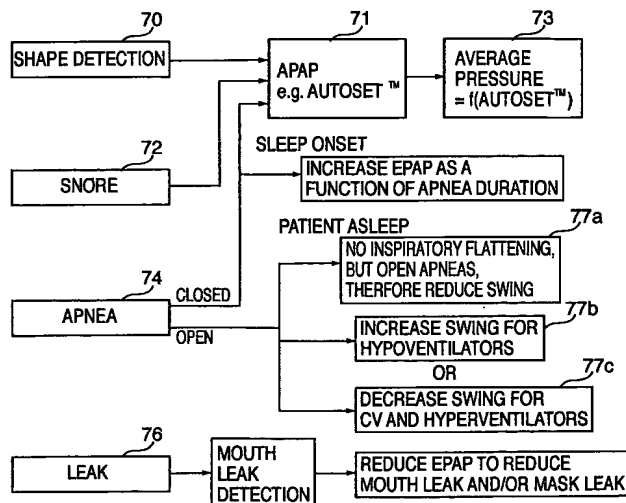 70
SHAPE DETECTION
71
APAP
e.g. AUTOSET ™
73
AVERAGE
PRESSURE
= f(AUTOSET™)
72
SNORE
SLEEP ONSET
INCREASE EPAP AS A
FUNCTION OF APNEA DURATION
PATIENT ASLEEP
77a
NO INSPIRATORY FLATTENING,
BUT OPEN APNEAS,
THERFORE REDUCE SWING
74
APNEA
CLOSED
OPEN
77b
INCREASE SWING FOR
HYPOVENTILATORS
OR
77c
DECREASE SWING FOR
CV AND HYPERVENTILATORS
76
LEAK
MOUTH
LEAK
DETECTION
REDUCE EPAP TO REDUCE
MOUTH LEAK AND/OR MASK LEAK